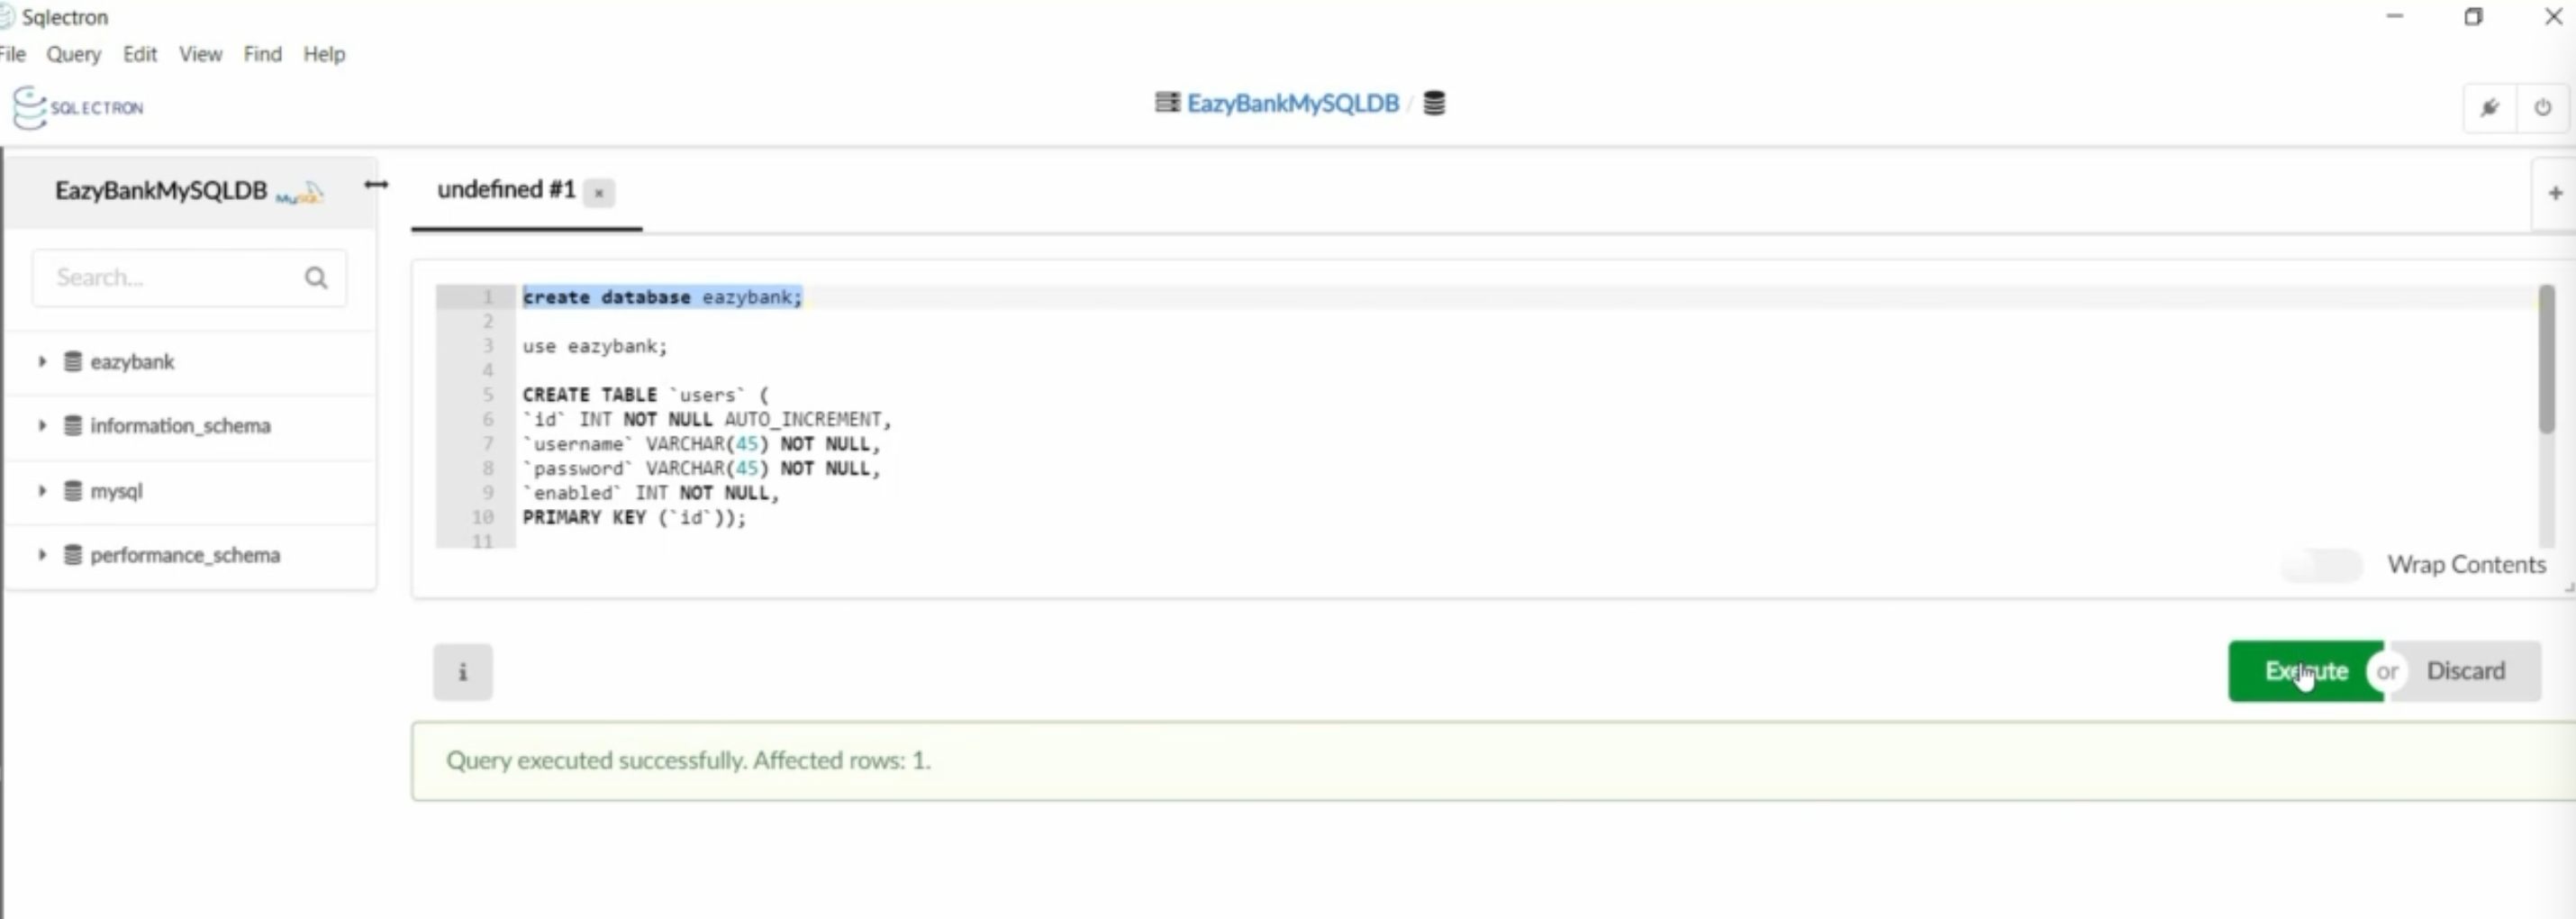 Sqlectron
File Query Edit View Find Help
SQLECTRON
EazyBankMySQLDB /
EazyBankMySQLDB MySQL
undefined #1 ×
+
Search...
eazybank
information_schema
mysql
performance_schema
1 create database eazybank;
2
3 use eazybank;
4
5 CREATE TABLE `users` (
6 `id` INT NOT NULL AUTO_INCREMENT,
7 `username` VARCHAR(45) NOT NULL,
8 `password` VARCHAR(45) NOT NULL,
9 `enabled` INT NOT NULL,
10 PRIMARY KEY (`id`));
11
Wrap Contents
i
Execute or Discard
Query executed successfully. Affected rows: 1.